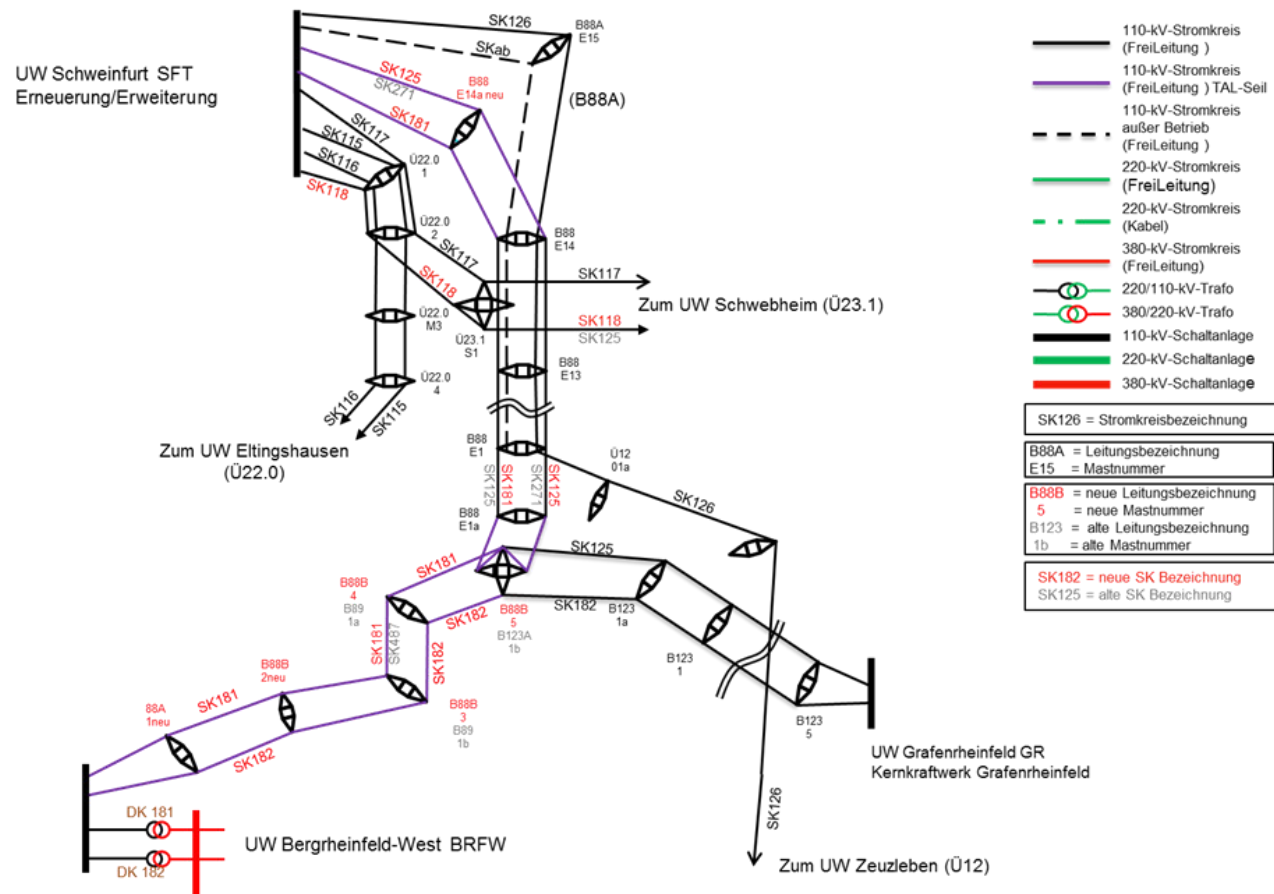 SK126
B88A
E15
SKab
UW Schweinfurt SFT
Erneuerung/Erweiterung
SK125
SK271
B88
E14a neu
(B88A)
SK181
SK117
SK115
SK116
SK118
Ü22.0
1
Ü22.0
2
SK117
B88
E14
SK117
SK118
Zum UW Schwebheim (Ü23.1)
SK118
SK125
Ü22.0
M3
Ü23.1
S1
B88
E13
Ü22.0
4
SK116
SK115
Zum UW Eltingshausen
(Ü22.0)
B88
E1
Ü12
01a
SK125
SK181
SK271
SK125
SK126
B88
E1a
SK125
SK181
B88B
4
B89
1a
SK182
B88B
5
B123A
1b
SK182
B123
1a
SK181
SK487
SK182
B123
1
B88B
2neu
88A
1neu
SK181
B88B
3
B89
1b
SK182
B123
5
UW Grafenrheinfeld GR
Kernkraftwerk Grafenrheinfeld
SK126
DK 181
DK 182
UW Bergrheinfeld-West BRFW
Zum UW Zeuzleben (Ü12)
110-kV-Stromkreis
(FreiLeitung )
110-kV-Stromkreis
(FreiLeitung ) TAL-Seil
110-kV-Stromkreis
außer Betrieb
(FreiLeitung )
220-kV-Stromkreis
(FreiLeitung)
220-kV-Stromkreis
(Kabel)
380-kV-Stromkreis
(FreiLeitung)
220/110-kV-Trafo
380/220-kV-Trafo
110-kV-Schaltanlage
220-kV-Schaltanlage
380-kV-Schaltanlage
SK126 = Stromkreisbezeichnung
B88A = Leitungsbezeichnung
E15 = Mastnummer
B88B = neue Leitungsbezeichnung
5 = neue Mastnummer
B123 = alte Leitungsbezeichnung
1b = alte Mastnummer
SK182 = neue SK Bezeichnung
SK125 = alte SK Bezeichnung